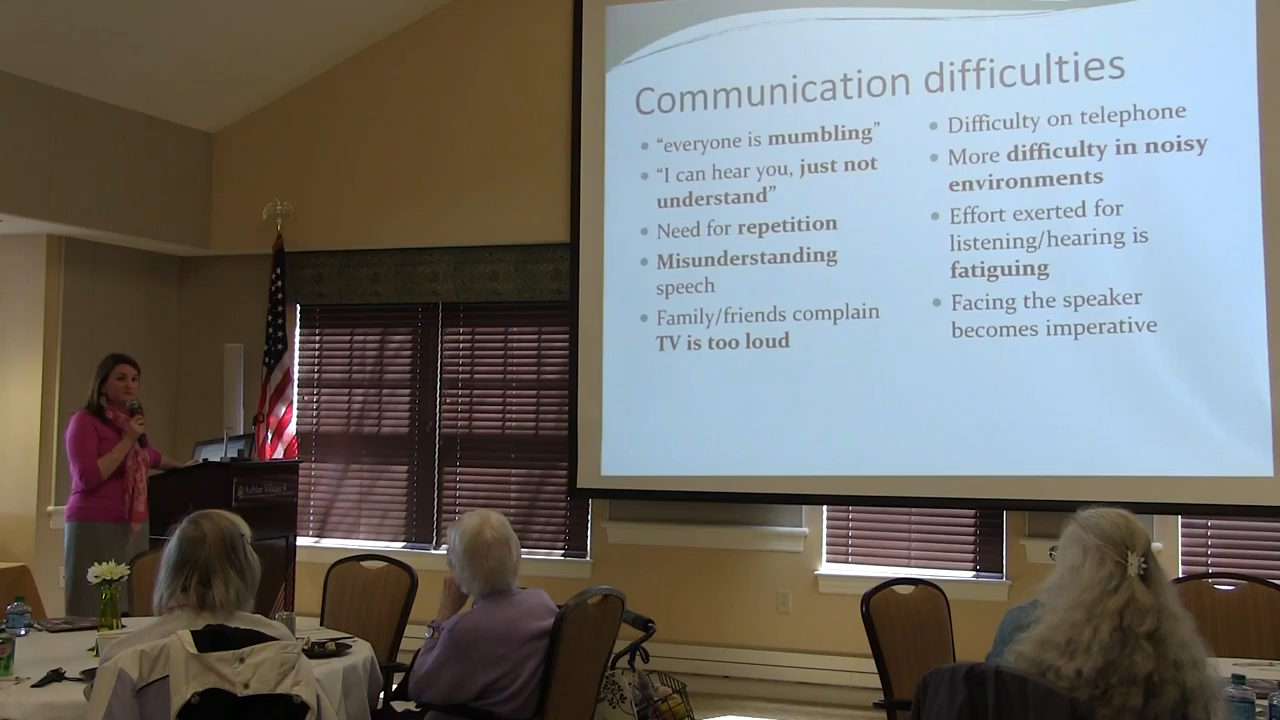 Communication difficulties
“everyone is mumbling”
“I can hear you, just not
understand”
Need for repetition
Misunderstanding
speech
Family/friends complain
TV is too loud
Difficulty on telephone
More difficulty in noisy
environments
Effort exerted for
listening/hearing is
fatiguing
Facing the speaker
becomes imperative